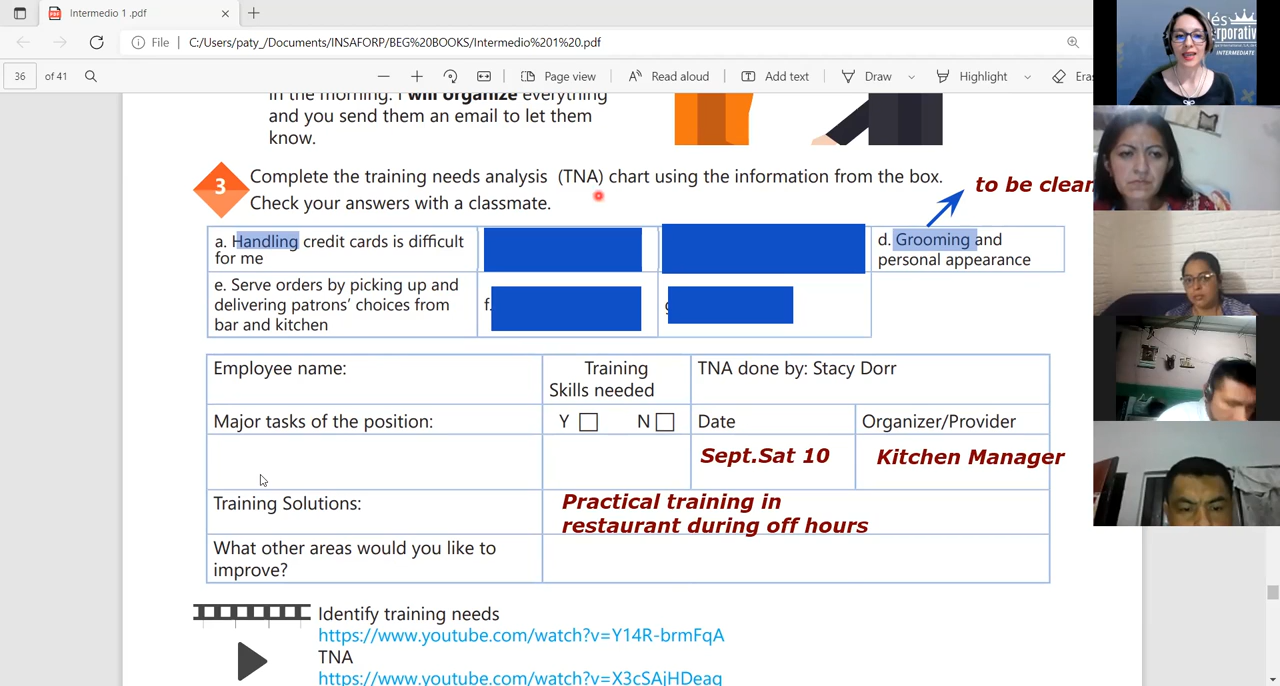 Intermedio 1 .pdf
File C:/Users/paty_/Documents/INSAFORP/BEG%20BOOKS/Intermedio%201%20.pdf
36 of 41 Page view Read aloud Add text Draw Highlight Eras
in the morning. I will organize everything
and you send them an email to let them
know.
3 Complete the training needs analysis (TNA) chart using the information from the box.
Check your answers with a classmate.
to be clean
a. Handling credit cards is difficult
for me
d. Grooming and
personal appearance
e. Serve orders by picking up and
delivering patrons’ choices from
bar and kitchen
f.
Employee name:
Training
Skills needed
TNA done by: Stacy Dorr
Major tasks of the position: Y N Date Organizer/Provider
Sept.Sat 10 Kitchen Manager
Training Solutions:
Practical training in
restaurant during off hours
What other areas would you like to
improve?
Identify training needs
https://www.youtube.com/watch?v=Y14R-brmFqA
TNA
https://www.youtube.com/watch?v=X3cSAjHDeag
lés
rporativ
INTERMEDIATE